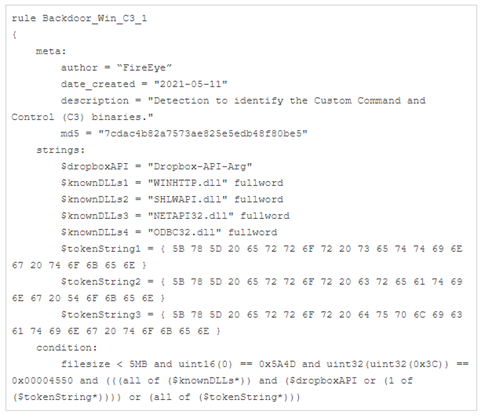 rule Backdoor_Win_C3_1
{
meta:
author = “FireEye”
date_created = "2021-05-11"
description = "Detection to identify the Custom Command and
Control (C3) binaries."
md5 = "7cdac4b82a7573ae825e5edb48f80be5"
strings:
$dropboxAPI = "Dropbox-API-Arg"
$knownDLLs1 = "WINHTTP.dll" fullword
$knownDLLs2 = "SHLWAPI.dll" fullword
$knownDLLs3 = "NETAPI32.dll" fullword
$knownDLLs4 = "ODBC32.dll" fullword
$tokenString1 = { 5B 78 5D 20 65 72 72 6F 72 20 73 65 74 74 69 6E
67 20 74 6F 6B 65 6E }
$tokenString2 = { 5B 78 5D 20 65 72 72 6F 72 20 63 72 65 61 74 69
6E 67 20 54 6F 6B 65 6E }
$tokenString3 = { 5B 78 5D 20 65 72 72 6F 72 20 64 75 70 6C 69 63
61 74 69 6E 67 20 74 6F 6B 65 6E }
condition:
filesize < 5MB and uint16(0) == 0x5A4D and uint32(uint32(0x3C)) ==
0x00004550 and (((all of ($knownDLLs*)) and ($dropboxAPI or (1 of
($tokenString*)))) or (all of ($tokenString*)))